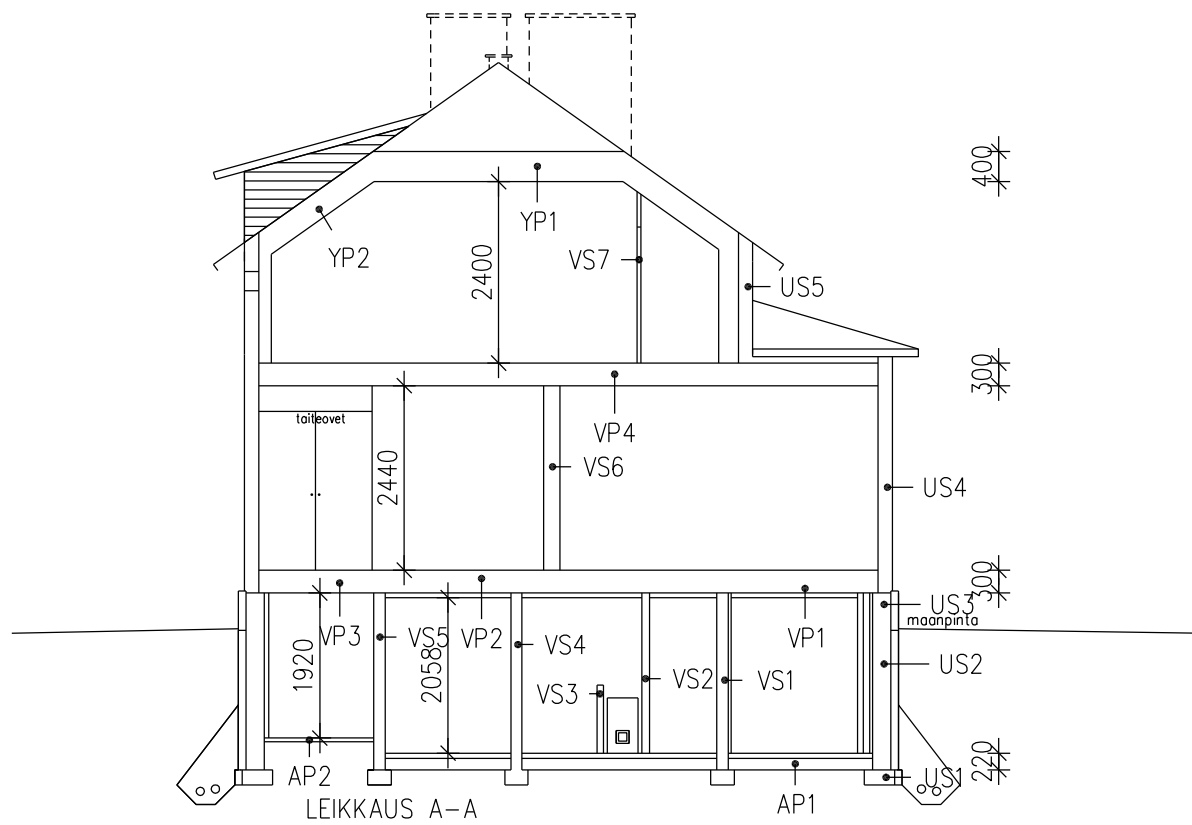 400
YP1
YP2
2400
VS7
US5
300
taiteovet
VP4
2440
VS6
US4
300
US3
maanpinta
VP3
VS5
VP2
VS4
VP1
1920
2058
US2
VS3
VS2
VS1
220
AP2
US1
AP1
LEIKKAUS A-A